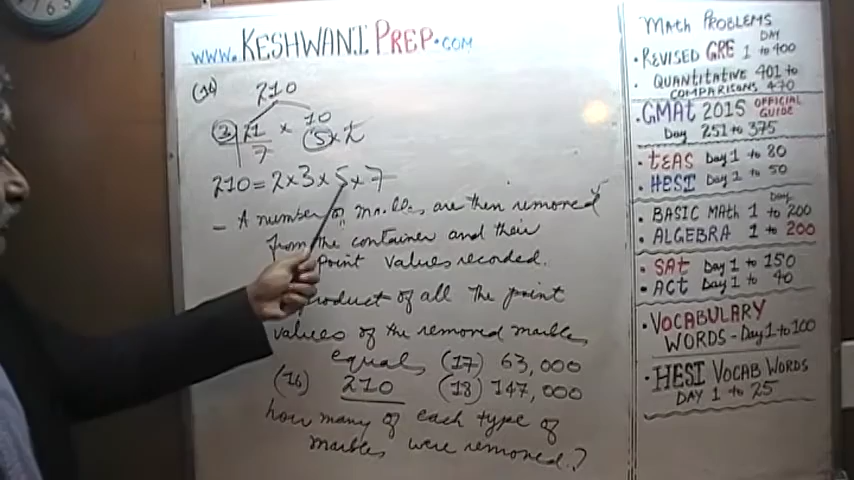 www.KESHWANI PREP.COM
(16) 210
3 21 × 10
7 5 × 2
210 = 2 × 3 × 5 × 7
- A number of marbles are then removed
from the container and their
point values recorded.
product of all the point
values of the removed marbles
equals (17) 63,000
(16) 210 (18) 147,000
how many of each type of
marbles were removed?
MATH PROBLEMS
DAY
• REVISED GRE 1 to 400
• QUANTITATIVE 401 to
COMPARISONS 470
• GMAT 2015 OFFICIAL GUIDE
Day 251 to 375
• TEAS Day 1 to 80
• HESI Day 1 to 50
Day
• BASIC MATH 1 to 200
• ALGEBRA 1 to 200
• SAt Day 1 to 150
• ACt Day 1 to 40
• VOCABULARY
WORDS - Day 1 to 100
• HESI VOCAB WORDS
DAY 1 to 25